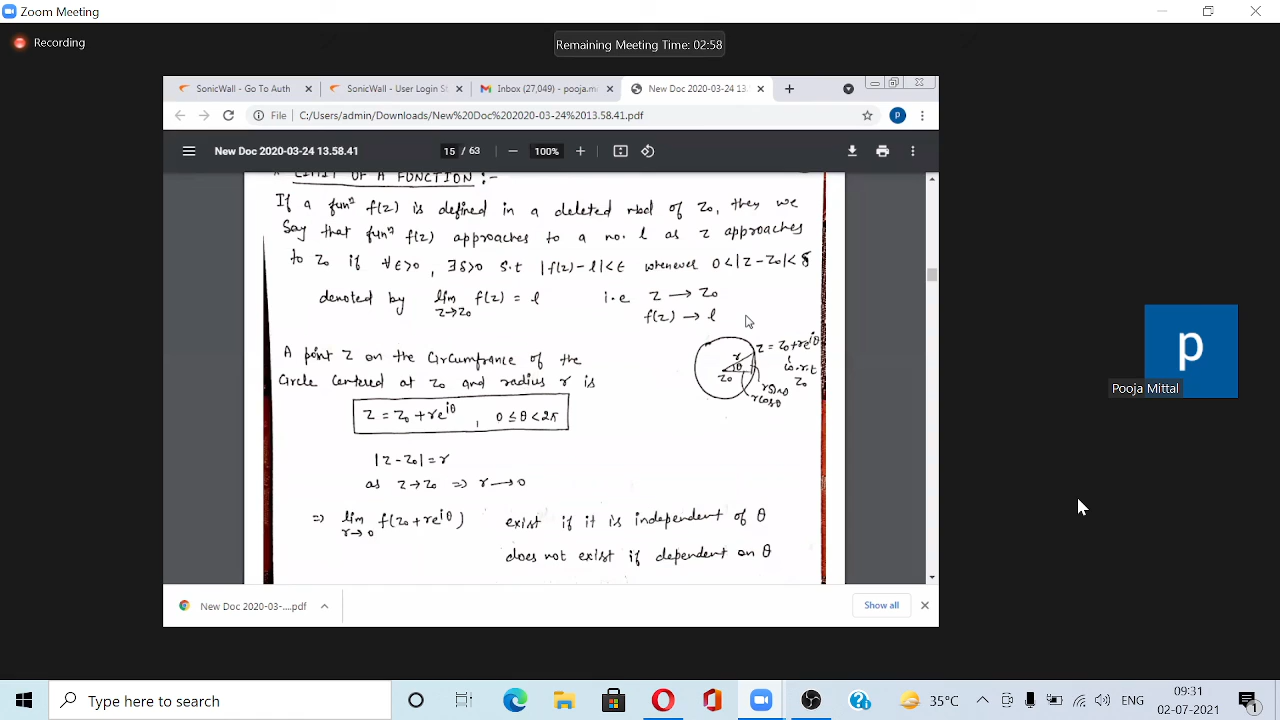 Zoom Meeting
Recording
Remaining Meeting Time: 02:58
SonicWall - Go To Auth
SonicWall - User Login S
Inbox (27,049) - pooja.m
New Doc 2020-03-24 13
File
C:/Users/admin/Downloads/New%20Doc%202020-03-24%2013.58.41.pdf
New Doc 2020-03-24 13.58.41
15 / 63
100%
* LIMIT OF A FUNCTION :-
If a funⁿ f(z) is defined in a deleted nbd of z₀, they we
Say that funⁿ f(z) approaches to a no. l as z approaches
to z₀ if ∀ε>0, ∃δ>0 s.t |f(z)-l|<ε whenever 0<|z-z₀|<δ
denoted by lim z→z₀ f(z) = l i.e z → z₀
f(z) → l
A point z on the circumfrance of the
Circle centered at z₀ and radius r is
z = z₀ + re^{iθ} , 0 ≤ θ < 2π
r
z = z₀+re^{iθ}
θ
z₀
w.r.t
z₀
rsinθ
rcosθ
|z-z₀| = r
as z→z₀ ⇒ r→0
⇒ lim r→0 f(z₀+re^{iθ}) exist if it is independent of θ
does not exist if dependent on θ
p
Pooja Mittal
New Doc 2020-03-....pdf
Show all
Type here to search
35°C
ENG
09:31
02-07-2021
1